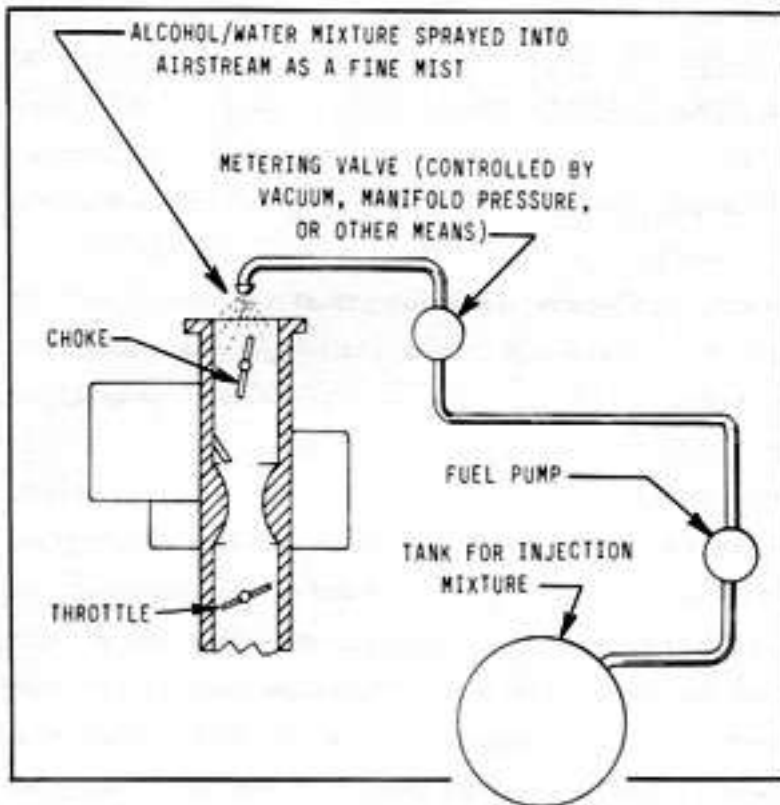 ALCOHOL/WATER MIXTURE SPRAYED INTO
AIRSTREAM AS A FINE MIST
METERING VALVE (CONTROLLED BY
VACUUM, MANIFOLD PRESSURE,
OR OTHER MEANS)
CHOKE
FUEL PUMP
TANK FOR INJECTION
MIXTURE
THROTTLE